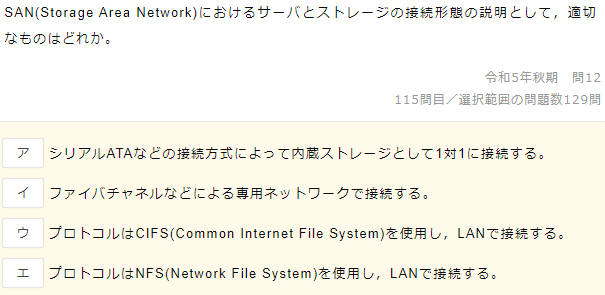 SAN(Storage Area Network)におけるサーバとストレージの接続形態の説明として，適切
なものはどれか。
令和5年秋期　問12
115問目／選択範囲の問題数129問
ア　シリアルATAなどの接続方式によって内蔵ストレージとして1対1に接続する。
イ　ファイバチャネルなどによる専用ネットワークで接続する。
ウ　プロトコルはCIFS(Common Internet File System)を使用し，LANで接続する。
エ　プロトコルはNFS(Network File System)を使用し，LANで接続する。